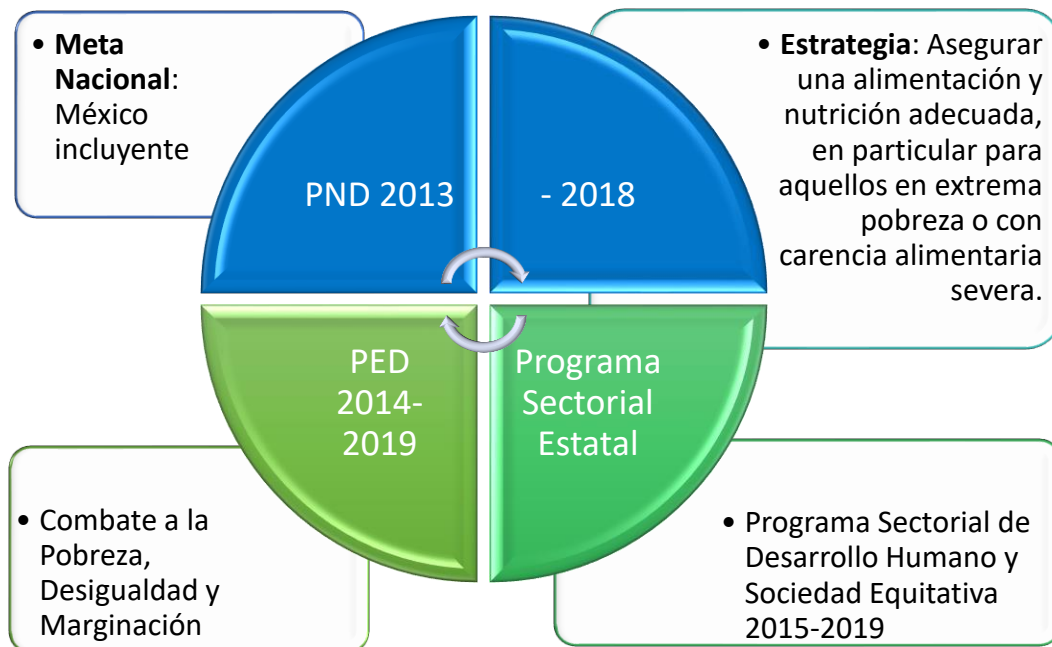 • Meta
Nacional:
México
incluyente
• Estrategia: Asegurar
una alimentación y
nutrición adecuada,
en particular para
aquellos en extrema
pobreza o con
carencia alimentaria
severa.
PND 2013
- 2018
PED
2014-
2019
Programa
Sectorial
Estatal
• Combate a la
Pobreza,
Desigualdad y
Marginación
• Programa Sectorial de
Desarrollo Humano y
Sociedad Equitativa
2015-2019